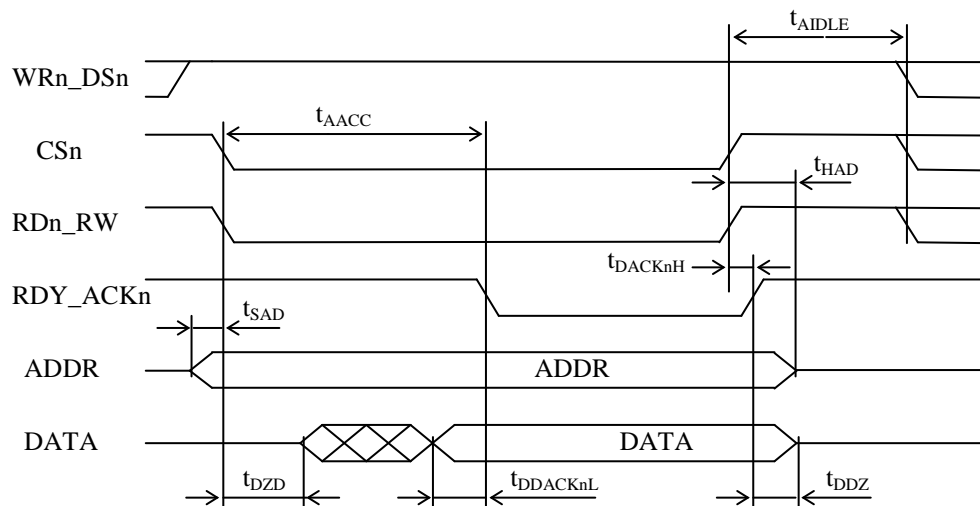 tAIDLE
WRn_DSn
tAACC
CSn
tHAD
RDn_RW
tDACKnH
RDY_ACKn
tSAD
ADDR ADDR
DATA DATA
tDZD tDDACKnL tDDZ